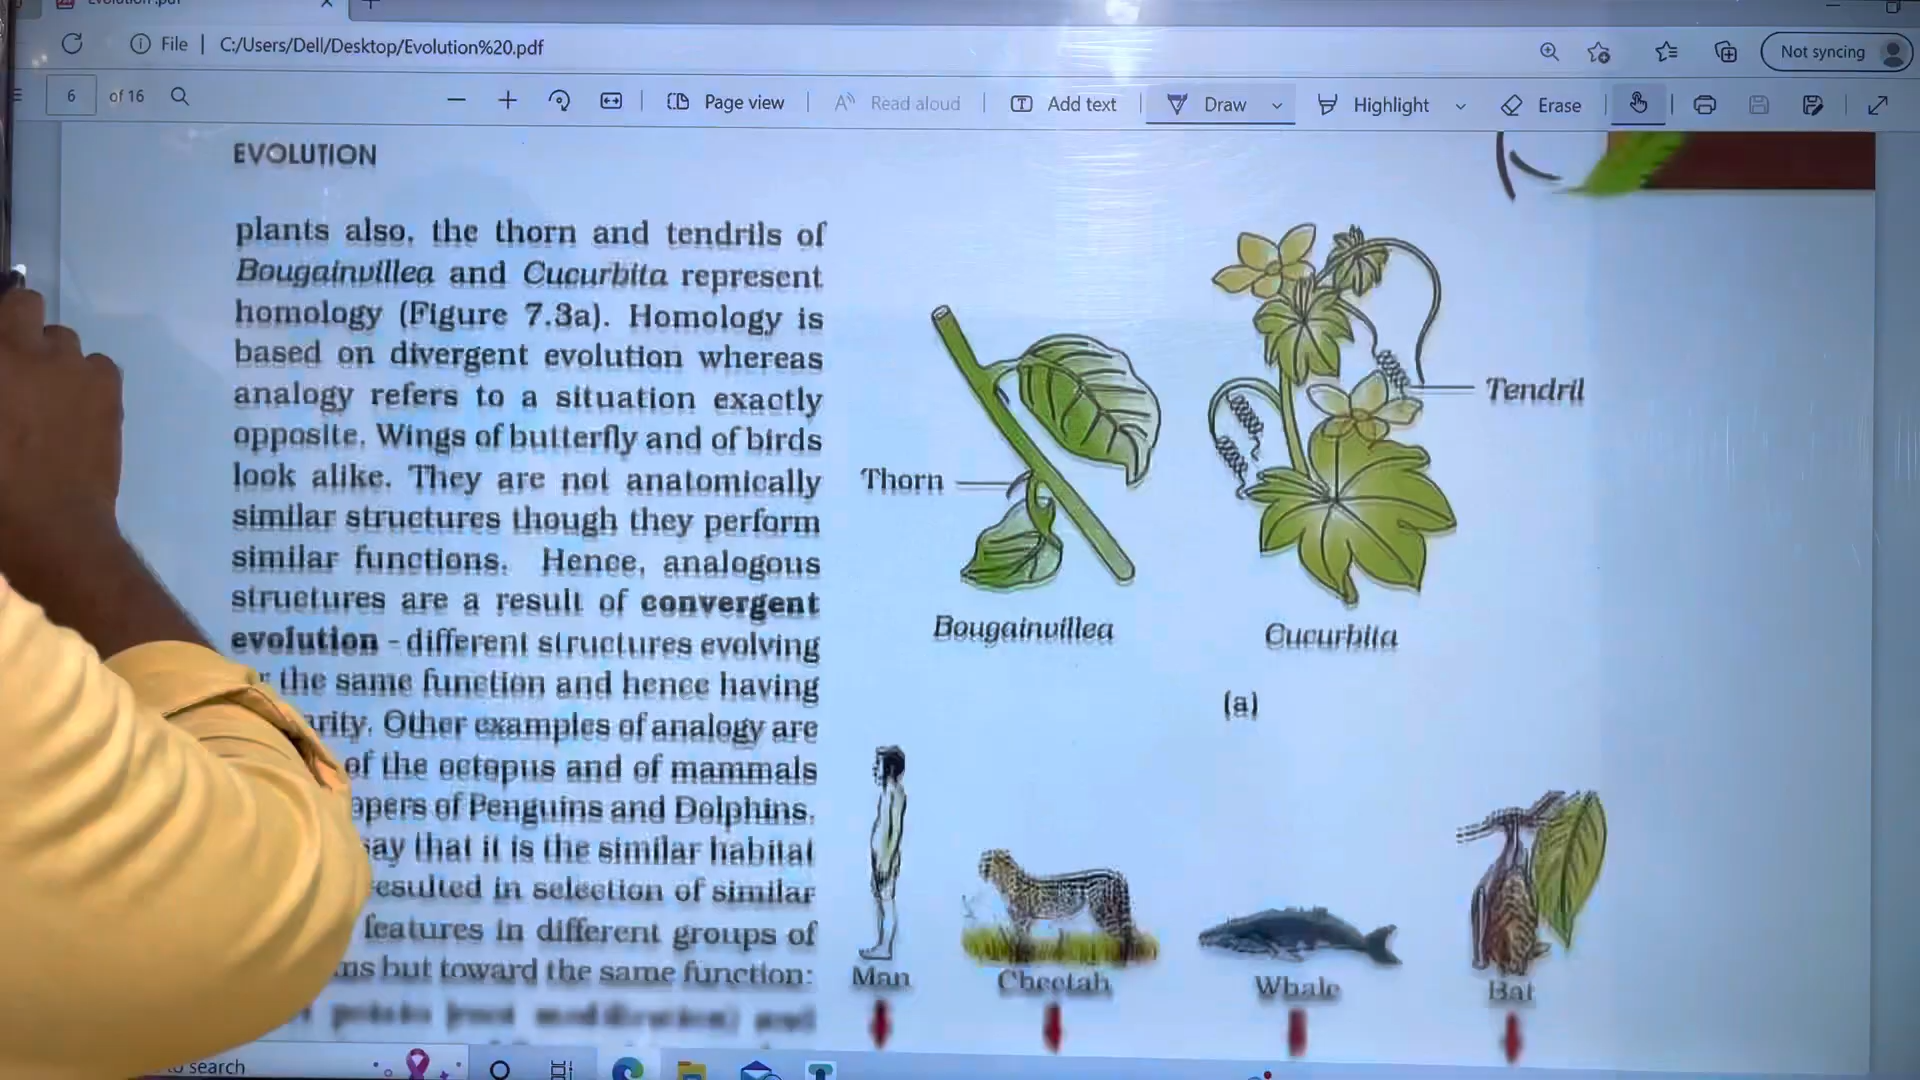 Evolution .pdf
File | C:/Users/Dell/Desktop/Evolution%20.pdf
Not syncing
6 of 16
Page view
Read aloud
Add text
Draw
Highlight
Erase
EVOLUTION
plants also, the thorn and tendrils of
Bougainvillea and Cucurbita represent
homology (Figure 7.3a). Homology is
based on divergent evolution whereas
analogy refers to a situation exactly
opposite. Wings of butterfly and of birds
look alike. They are not anatomically
similar structures though they perform
similar functions. Hence, analogous
structures are a result of convergent
evolution - different structures evolving
the same function and hence having
Other examples of analogy are
of the octopus and of mammals
of Penguins and Dolphins.
say that it is the similar habitat
resulted in selection of similar
features in different groups of
but toward the same function:
potato (root modification) and
Thorn
Tendril
Bougainvillea
Cucurbita
(a)
Man
Cheetah
Whale
Bat
search